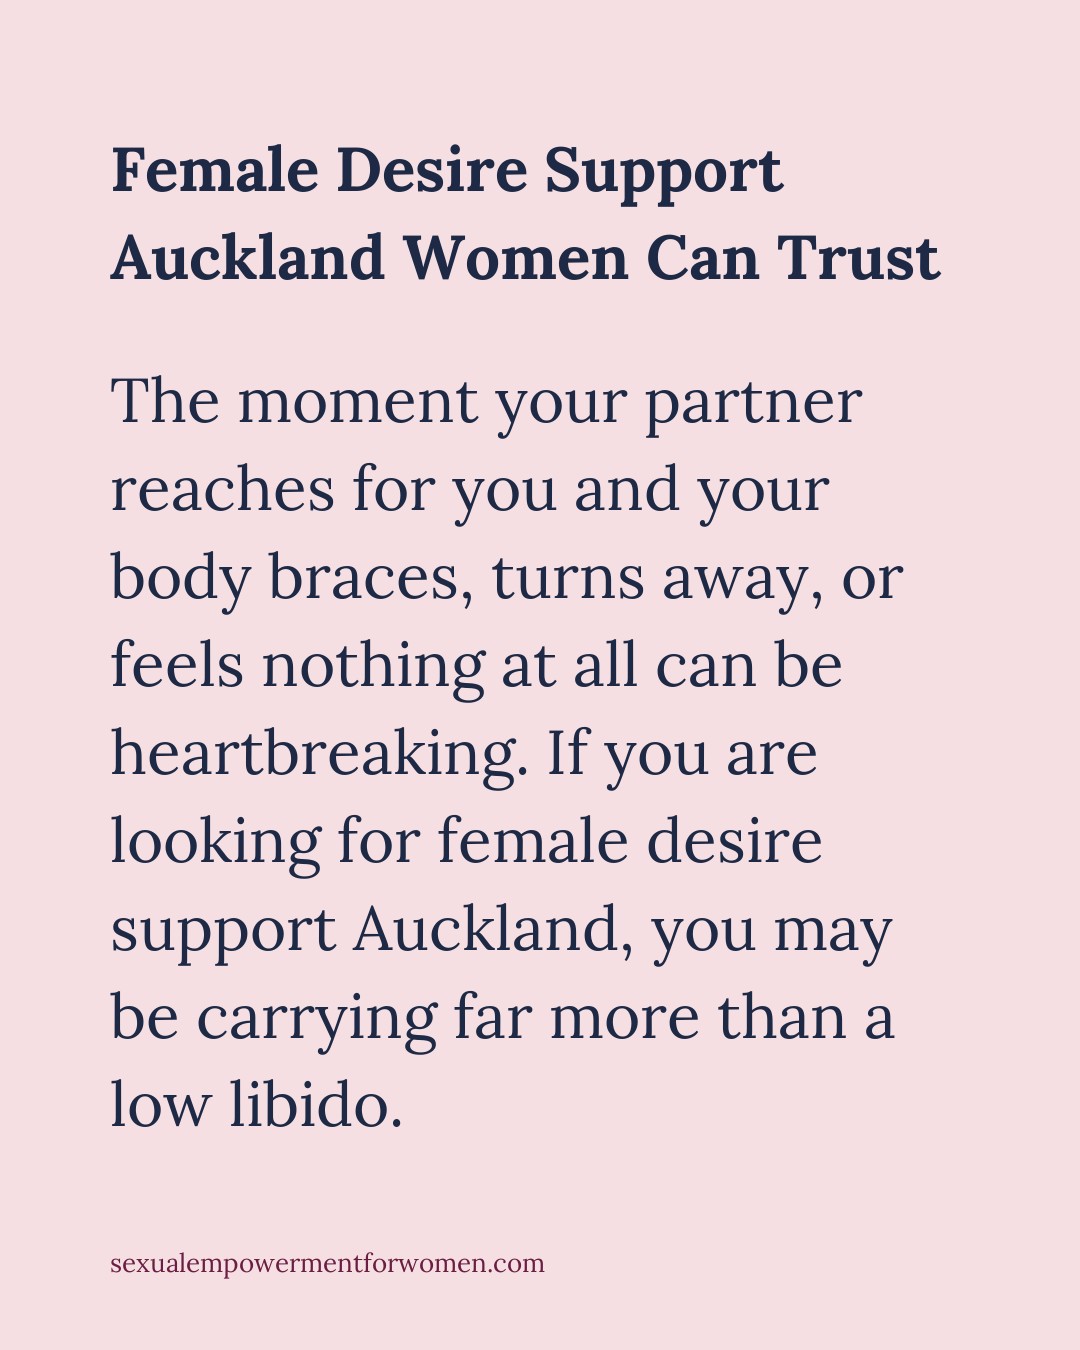 Female Desire Support
Auckland Women Can Trust
The moment your partner
reaches for you and your
body braces, turns away, or
feels nothing at all can be
heartbreaking. If you are
looking for female desire
support Auckland, you may
be carrying far more than a
low libido.
sexualempowermentforwomen.com